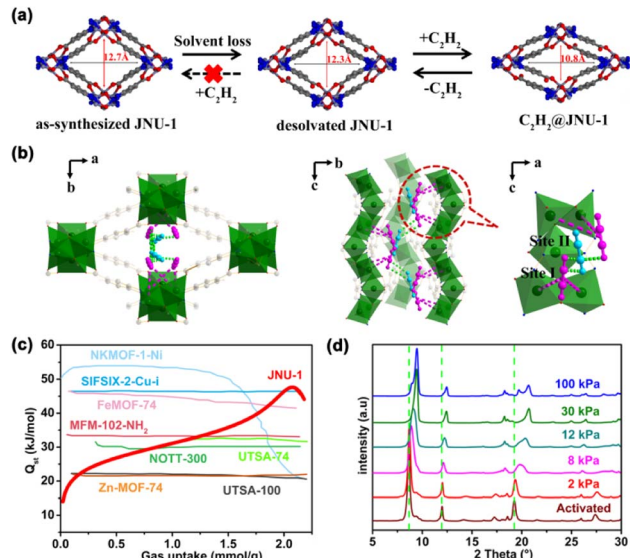 (a)
12.7Å
Solvent loss
+C₂H₂
12.3Å
+C₂H₂
-C₂H₂
10.8Å
as-synthesized JNU-1
desolvated JNU-1
C₂H₂@JNU-1
(b)
a
b
b
c
a
c
Site II
Site I
(c)
NKMOF-1-Ni
JNU-1
SIFSIX-2-Cu-i
FeMOF-74
MFM-102-NH₂
NOTT-300
UTSA-74
Zn-MOF-74
UTSA-100
Qst (kJ/mol)
60
50
40
30
20
10
0.0
0.5
1.0
1.5
2.0
Gas uptake (mmol/g)
(d)
100 kPa
30 kPa
12 kPa
8 kPa
2 kPa
Activated
intensity (a.u)
5
10
15
20
25
30
2 Theta (°)